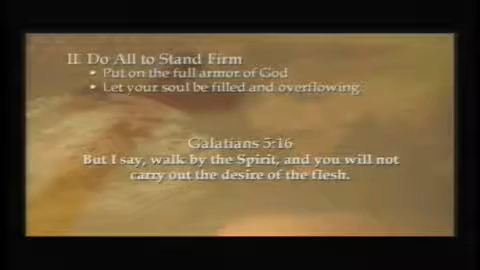 II. Do All to Stand Firm
• Put on the full armor of God
• Let your soul be filled and overflowing.
Galatians 5:16
But I say, walk by the Spirit, and you will not
carry out the desire of the flesh.